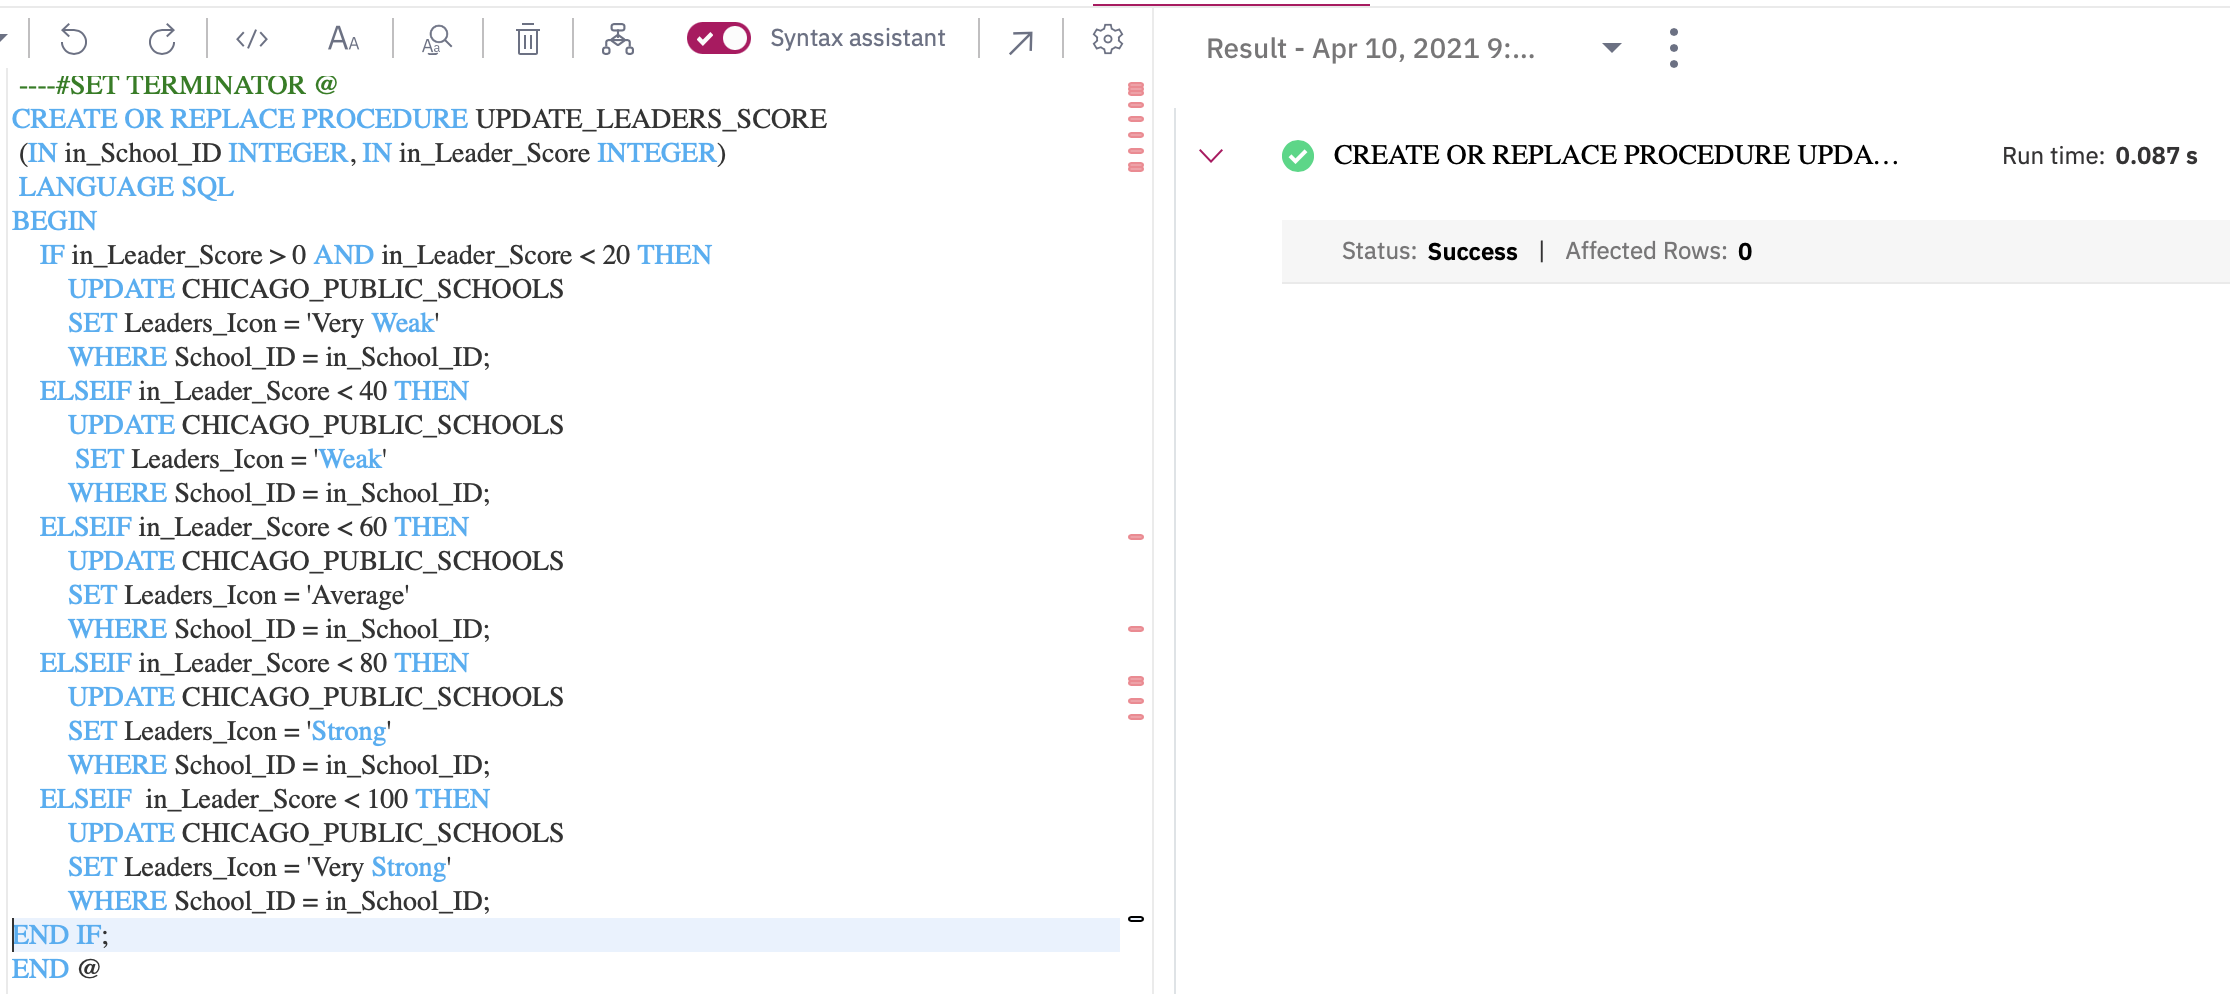 </> AA Aa Syntax assistant
----#SET TERMINATOR @
CREATE OR REPLACE PROCEDURE UPDATE_LEADERS_SCORE
(IN in_School_ID INTEGER, IN in_Leader_Score INTEGER)
LANGUAGE SQL
BEGIN
IF in_Leader_Score > 0 AND in_Leader_Score < 20 THEN
UPDATE CHICAGO_PUBLIC_SCHOOLS
SET Leaders_Icon = 'Very Weak'
WHERE School_ID = in_School_ID;
ELSEIF in_Leader_Score < 40 THEN
UPDATE CHICAGO_PUBLIC_SCHOOLS
SET Leaders_Icon = 'Weak'
WHERE School_ID = in_School_ID;
ELSEIF in_Leader_Score < 60 THEN
UPDATE CHICAGO_PUBLIC_SCHOOLS
SET Leaders_Icon = 'Average'
WHERE School_ID = in_School_ID;
ELSEIF in_Leader_Score < 80 THEN
UPDATE CHICAGO_PUBLIC_SCHOOLS
SET Leaders_Icon = 'Strong'
WHERE School_ID = in_School_ID;
ELSEIF in_Leader_Score < 100 THEN
UPDATE CHICAGO_PUBLIC_SCHOOLS
SET Leaders_Icon = 'Very Strong'
WHERE School_ID = in_School_ID;
END IF;
END @
Result - Apr 10, 2021 9:...
CREATE OR REPLACE PROCEDURE UPDA... Run time: 0.087 s
Status: Success | Affected Rows: 0